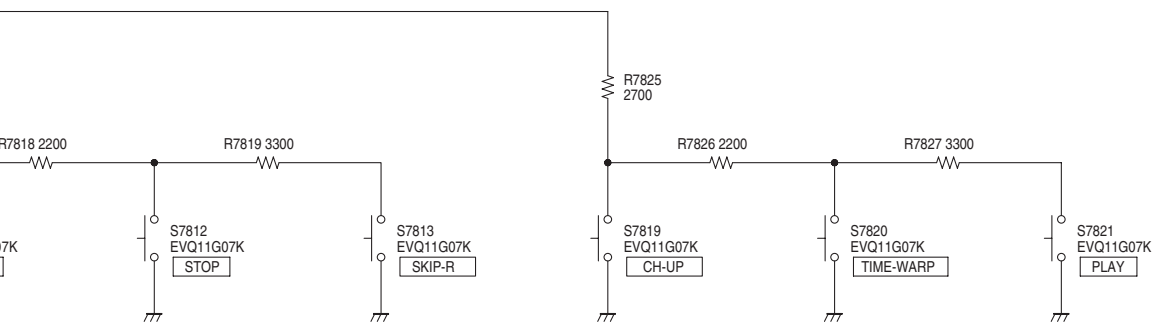 R7825
2700
R7818 2200
R7819 3300
R7826 2200
R7827 3300
S7812
EVQ11G07K
STOP
S7813
EVQ11G07K
SKIP-R
S7819
EVQ11G07K
CH-UP
S7820
EVQ11G07K
TIME-WARP
S7821
EVQ11G07K
PLAY